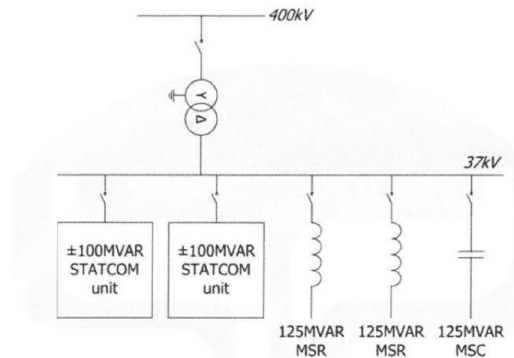 400kV
Y
Δ
37kV
±100MVAR
STATCOM
unit
±100MVAR
STATCOM
unit
125MVAR
MSR
125MVAR
MSR
125MVAR
MSC